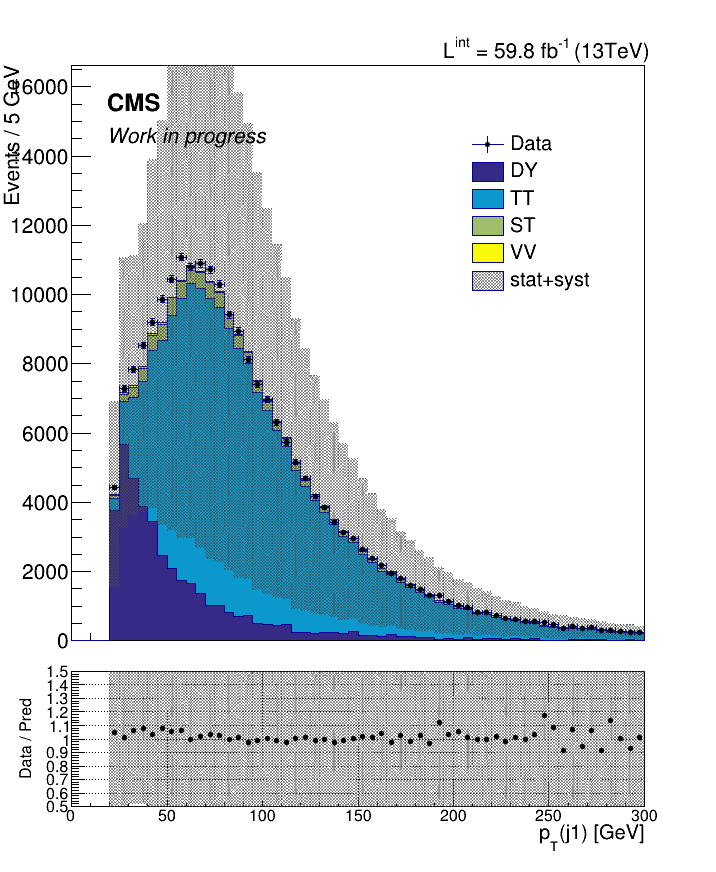 L^int = 59.8 fb^-1 (13TeV)
Events / 5 GeV
16000
14000
12000
10000
8000
6000
4000
2000
0
CMS
Work in progress
Data
DY
TT
ST
VV
stat+syst
Data / Pred
1.5
1.4
1.3
1.2
1.1
1
0.9
0.8
0.7
0.6
0.5
0 50 100 150 200 250 300
p_T(j1) [GeV]